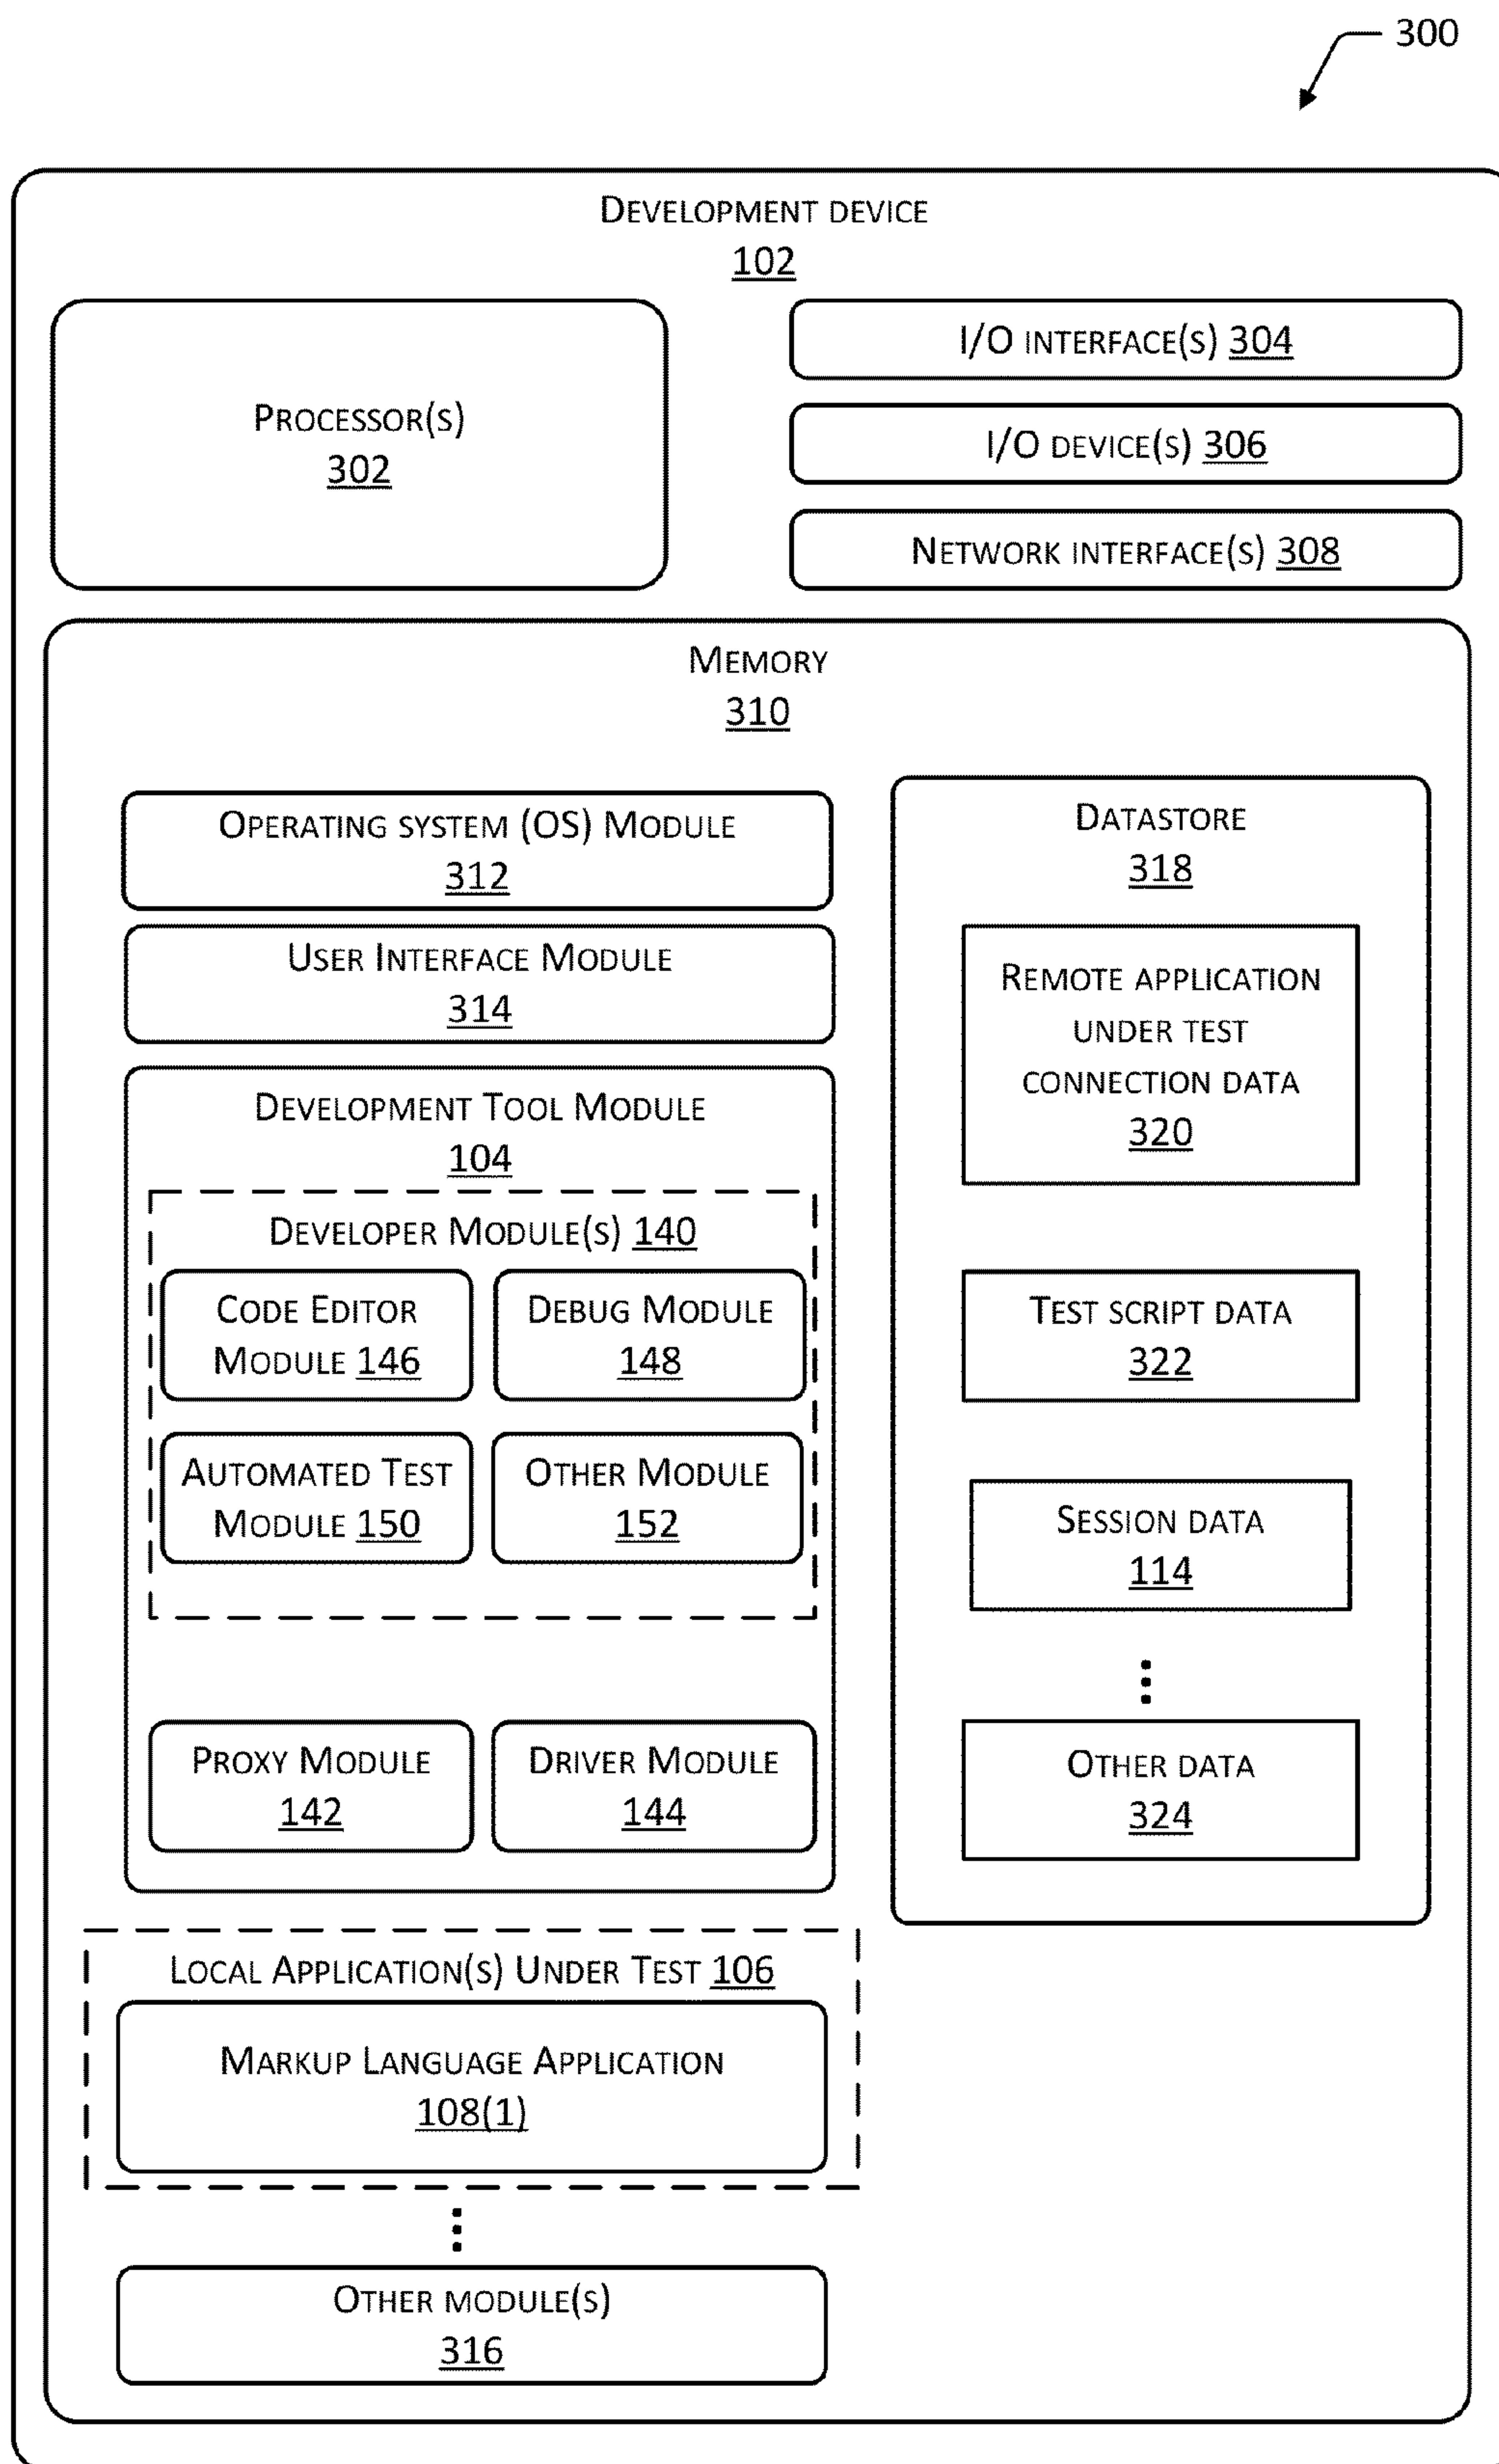 300
Development device
102
Processor(s)
302
I/O interface(s) 304
I/O device(s) 306
Network interface(s) 308
Memory
310
Operating system (OS) Module
312
User Interface Module
314
Development Tool Module
104
Developer Module(s) 140
Code Editor
Module 146
Debug Module
148
Automated Test
Module 150
Other Module
152
Proxy Module
142
Driver Module
144
Local Application(s) Under Test 106
Markup Language Application
108(1)
Other module(s)
316
Datastore
318
Remote application
under test
connection data
320
Test script data
322
Session data
114
Other data
324